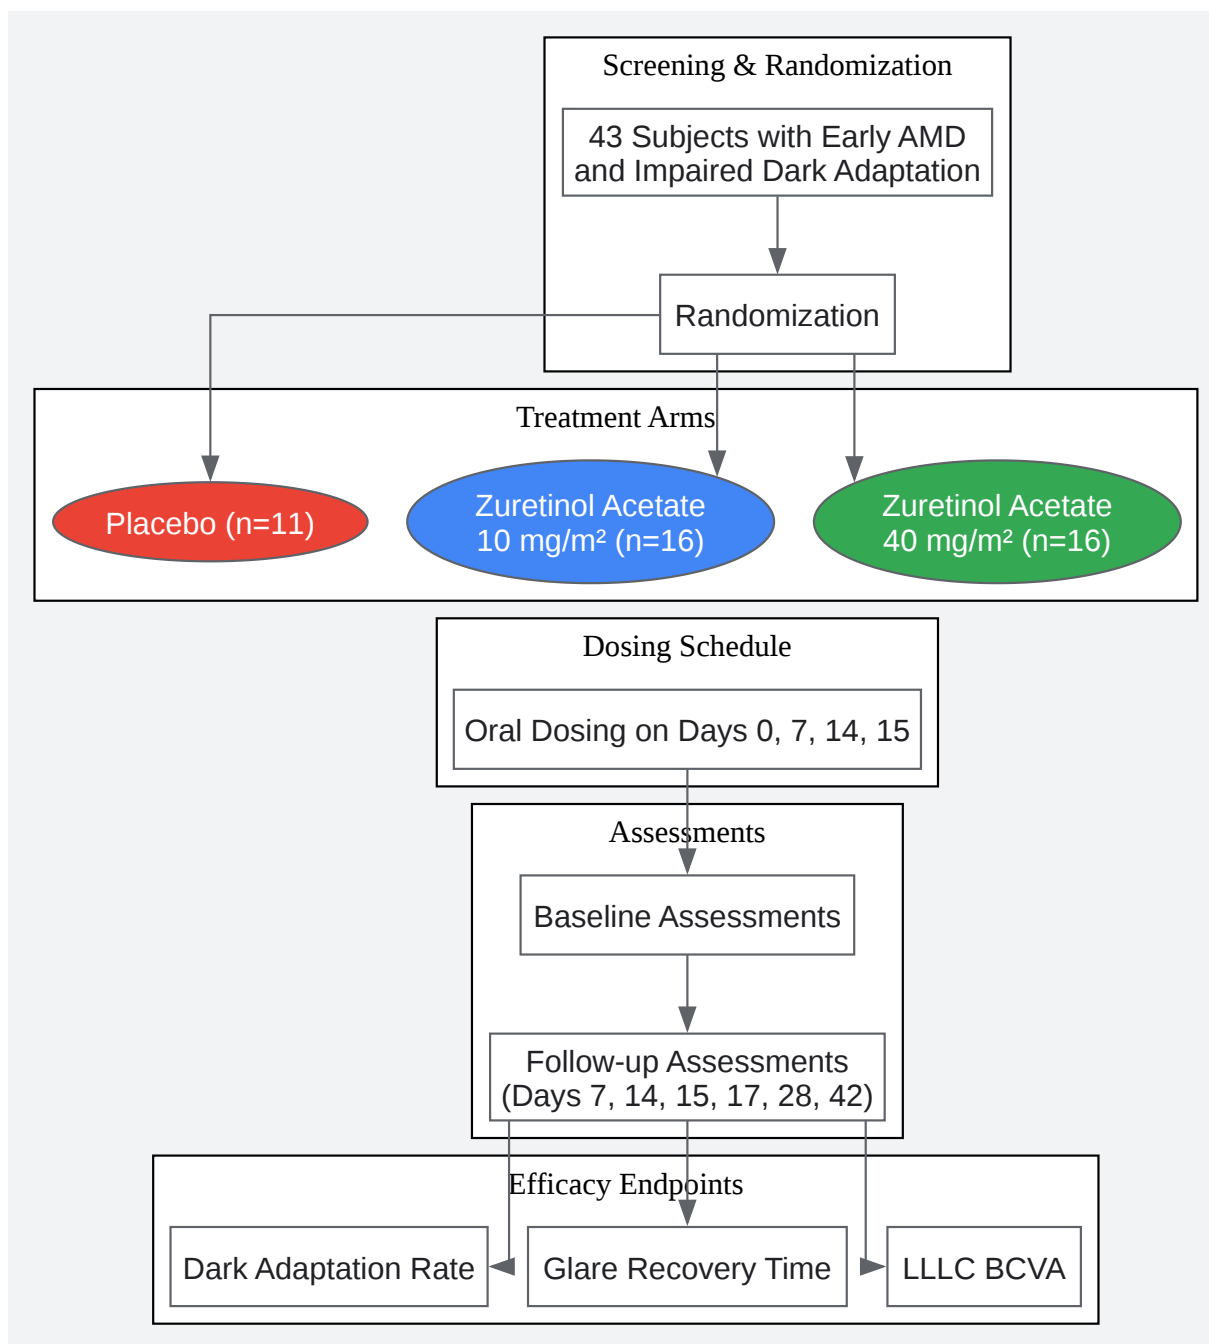 Screening & Randomization
43 Subjects with Early AMD
and Impaired Dark Adaptation
Randomization
Treatment Arms
Placebo (n=11)
Zuretinol Acetate
10 mg/m² (n=16)
Zuretinol Acetate
40 mg/m² (n=16)
Dosing Schedule
Oral Dosing on Days 0, 7, 14, 15
Assessments
Baseline Assessments
Follow-up Assessments
(Days 7, 14, 15, 17, 28, 42)
Efficacy Endpoints
Dark Adaptation Rate
Glare Recovery Time
LLLC BCVA